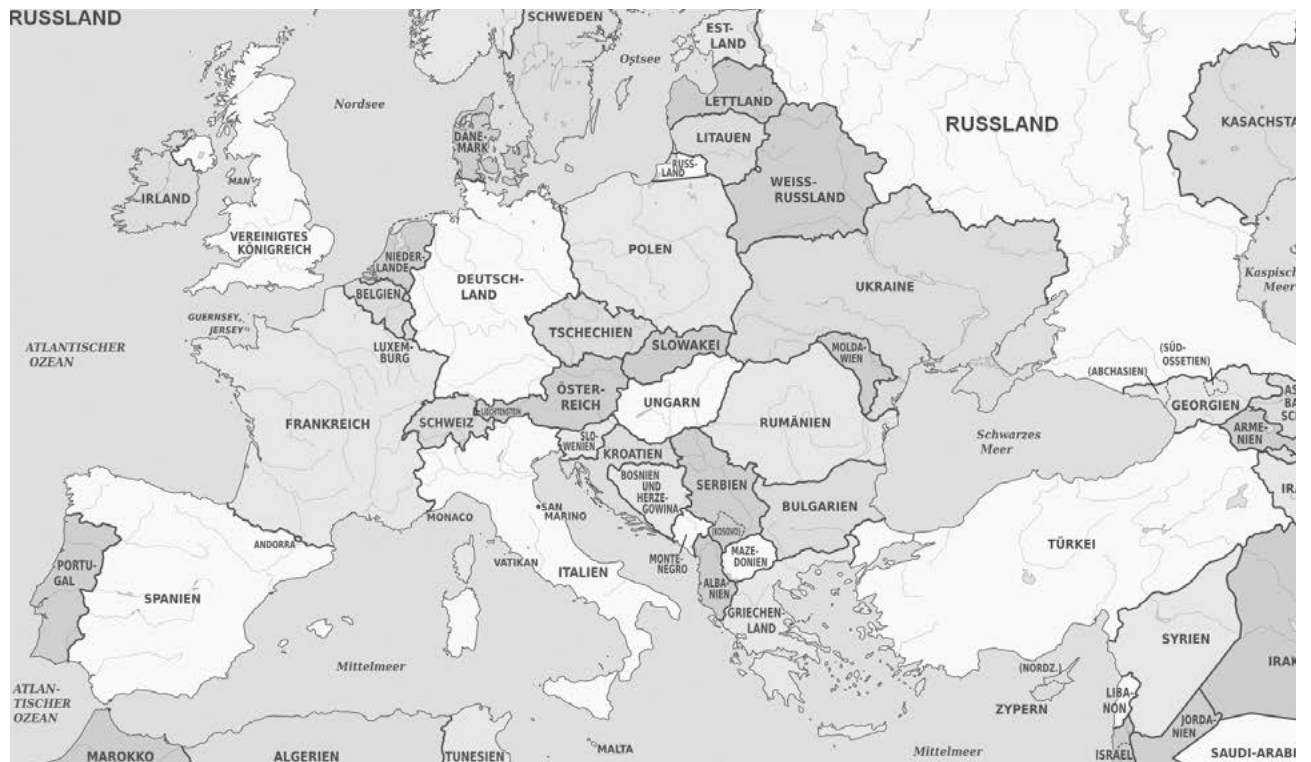 RUSSLAND
SCHWEDEN
EST-
LAND
Ostsee
Nordsee
LETTLAND
KASACHSTA
RUSSLAND
DÄNE-
MARK
LITAUEN
RUSS-
LAND
MAN
IRLAND
WEISS-
RUSSLAND
VEREINIGTES
KÖNIGREICH
POLEN
NIEDER-
LANDE
DEUTSCH-
LAND
Kaspisch
Meer
BELGIEN
UKRAINE
GUERNSEY,
JERSEY
TSCHECHIEN
ATLANTISCHER
OZEAN
LUXEM-
BURG
SLOWAKEI
MOLDA-
WIEN
(SÜD-
OSSETIEN)
(ABCHASIEN)
ÖSTER-
REICH
UNGARN
GEORGIEN
AS
BA
SC
LIECHTENSTEIN
FRANKREICH
SCHWEIZ
RUMÄNIEN
ARME-
NIEN
SLO-
WENIEN
KROATIEN
Schwarzes
Meer
BOSNIEN
UND
HERZE-
GOWINA
SERBIEN
IRA
BULGARIEN
SAN
MARINO
MONACO
(KOSOVO)
ANDORRA
MAZE-
DONIEN
TÜRKEI
MONTE-
NEGRO
VATIKAN
ITALIEN
PORTU-
GAL
ALBA-
NIEN
SPANIEN
GRIECHEN-
LAND
SYRIEN
Mittelmeer
(NORDZ.)
IRAK
ATLAN-
TISCHER
OZEAN
LIBA-
NON
ZYPERN
JORDA-
NIEN
MAROKKO
ALGERIEN
TUNESIEN
MALTA
Mittelmeer
ISRAEL
SAUDI-ARABI